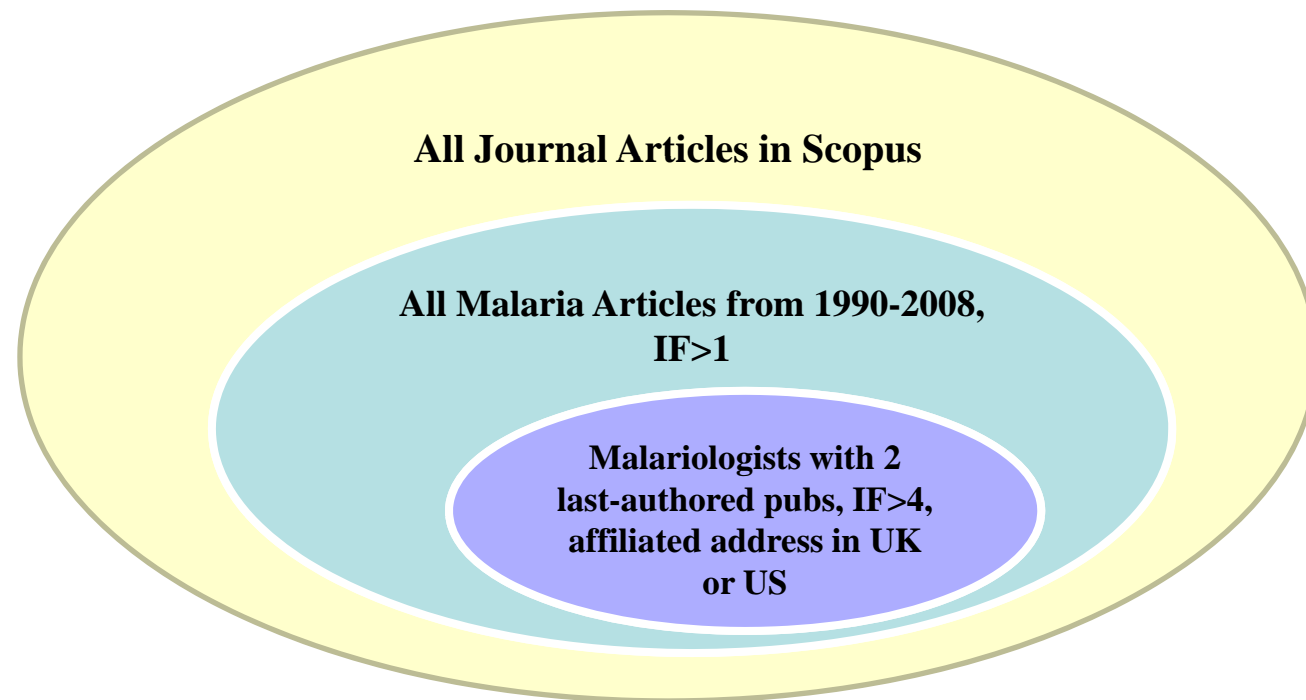 All Journal Articles in Scopus
All Malaria Articles from 1990-2008,
IF>1
Malariologists with 2
last-authored pubs, IF>4,
affiliated address in UK
or US